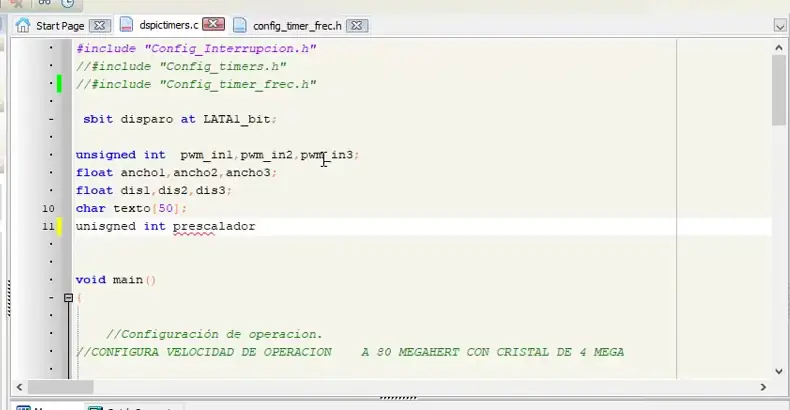 Start Page dspictimers.c config_timer_frec.h
#include "Config_Interrupcion.h"
//#include "Config_timers.h"
//#include "Config_timer_frec.h"
sbit disparo at LATA1_bit;
unsigned int pwm_in1,pwm_in2,pwm_in3;
float ancho1,ancho2,ancho3;
float dis1,dis2,dis3;
10 char texto[50];
11 unisgned int prescalador
void main()
{
//Configuración de operacion.
//CONFIGURA VELOCIDAD DE OPERACION A 80 MEGAHERT CON CRISTAL DE 4 MEGA